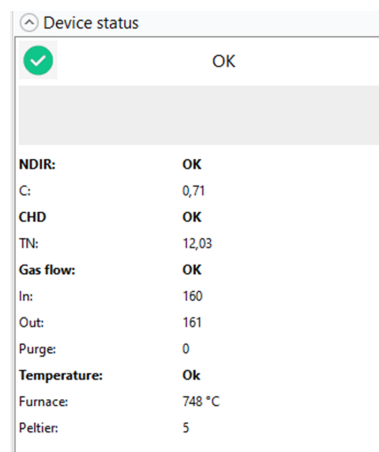 Device status
OK
NDIR: OK
C: 0,71
CHD OK
TN: 12,03
Gas flow: OK
In: 160
Out: 161
Purge: 0
Temperature: Ok
Furnace: 748 °C
Peltier: 5